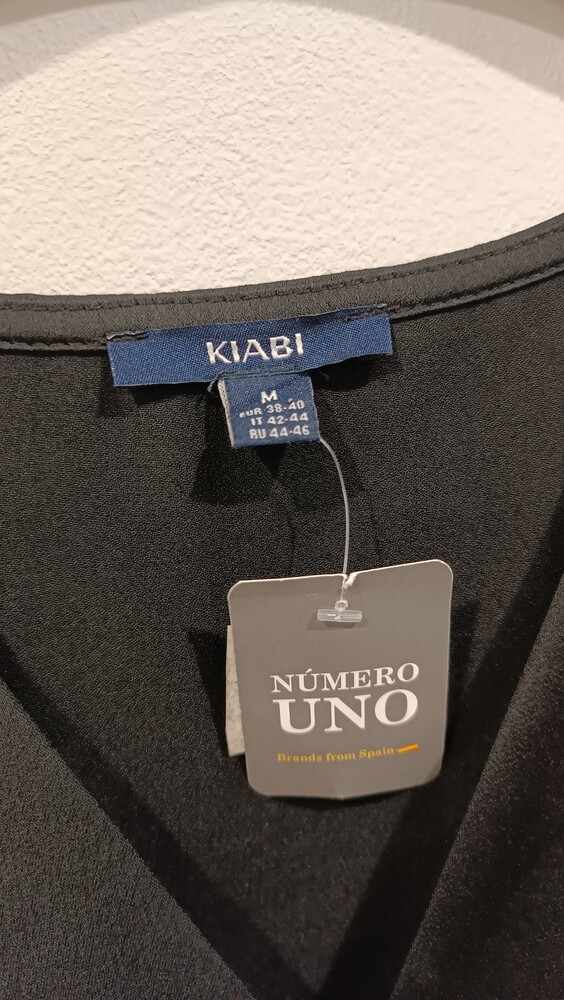 KIABI
M
EUR 38-40
IT 42-44
RU 44-46
NÚMERO
UNO
Brands from Spain